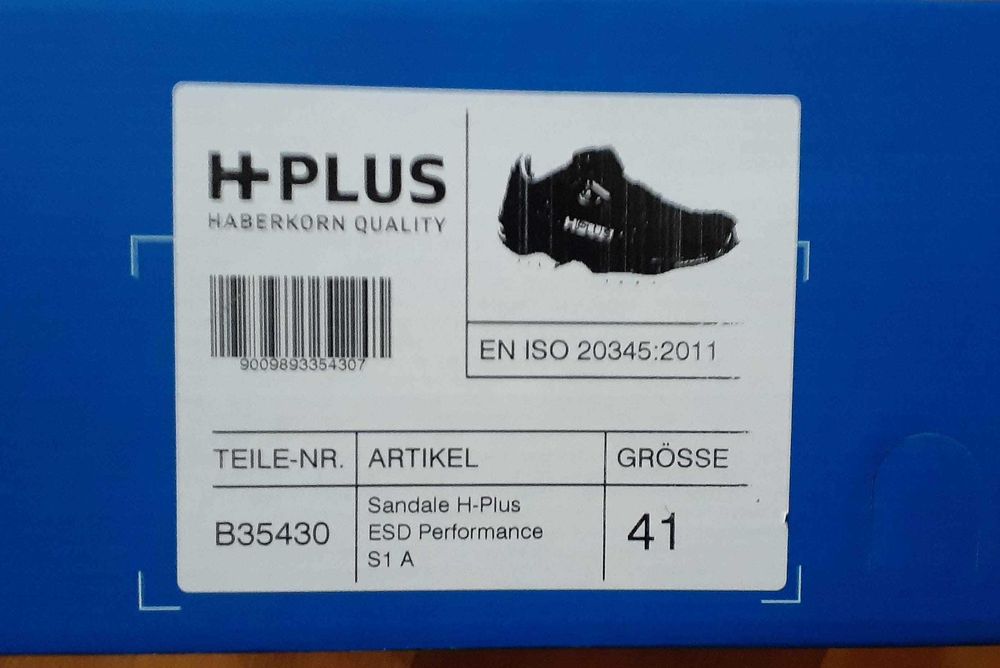 H-PLUS
HABERKORN QUALITY
H-PLUS
9009893354307
EN ISO 20345:2011
TEILE-NR. ARTIKEL GRÖSSE
B35430
Sandale H-Plus
ESD Performance
S1 A
41